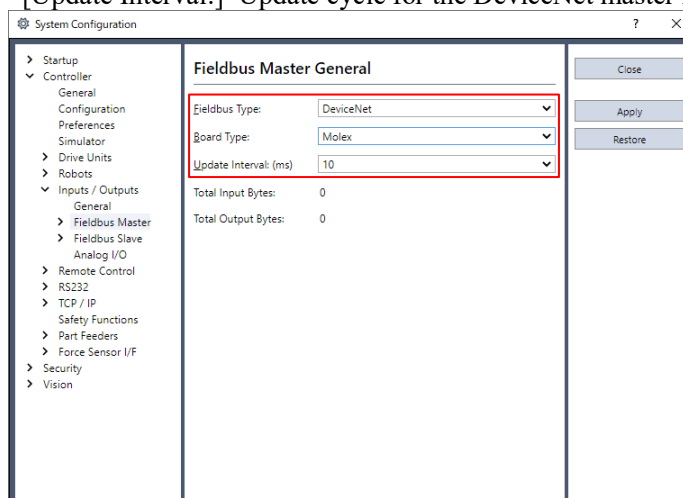 [Update Interval:] Update cycle for the DeviceNet master
System Configuration
? ×
Startup
Controller
General
Configuration
Preferences
Simulator
Drive Units
Robots
Inputs / Outputs
General
Fieldbus Master
Fieldbus Slave
Analog I/O
Remote Control
RS232
TCP / IP
Safety Functions
Part Feeders
Force Sensor I/F
Security
Vision
Fieldbus Master General
Fieldbus Type: DeviceNet
Board Type: Molex
Update Interval: (ms) 10
Total Input Bytes: 0
Total Output Bytes: 0
Close
Apply
Restore